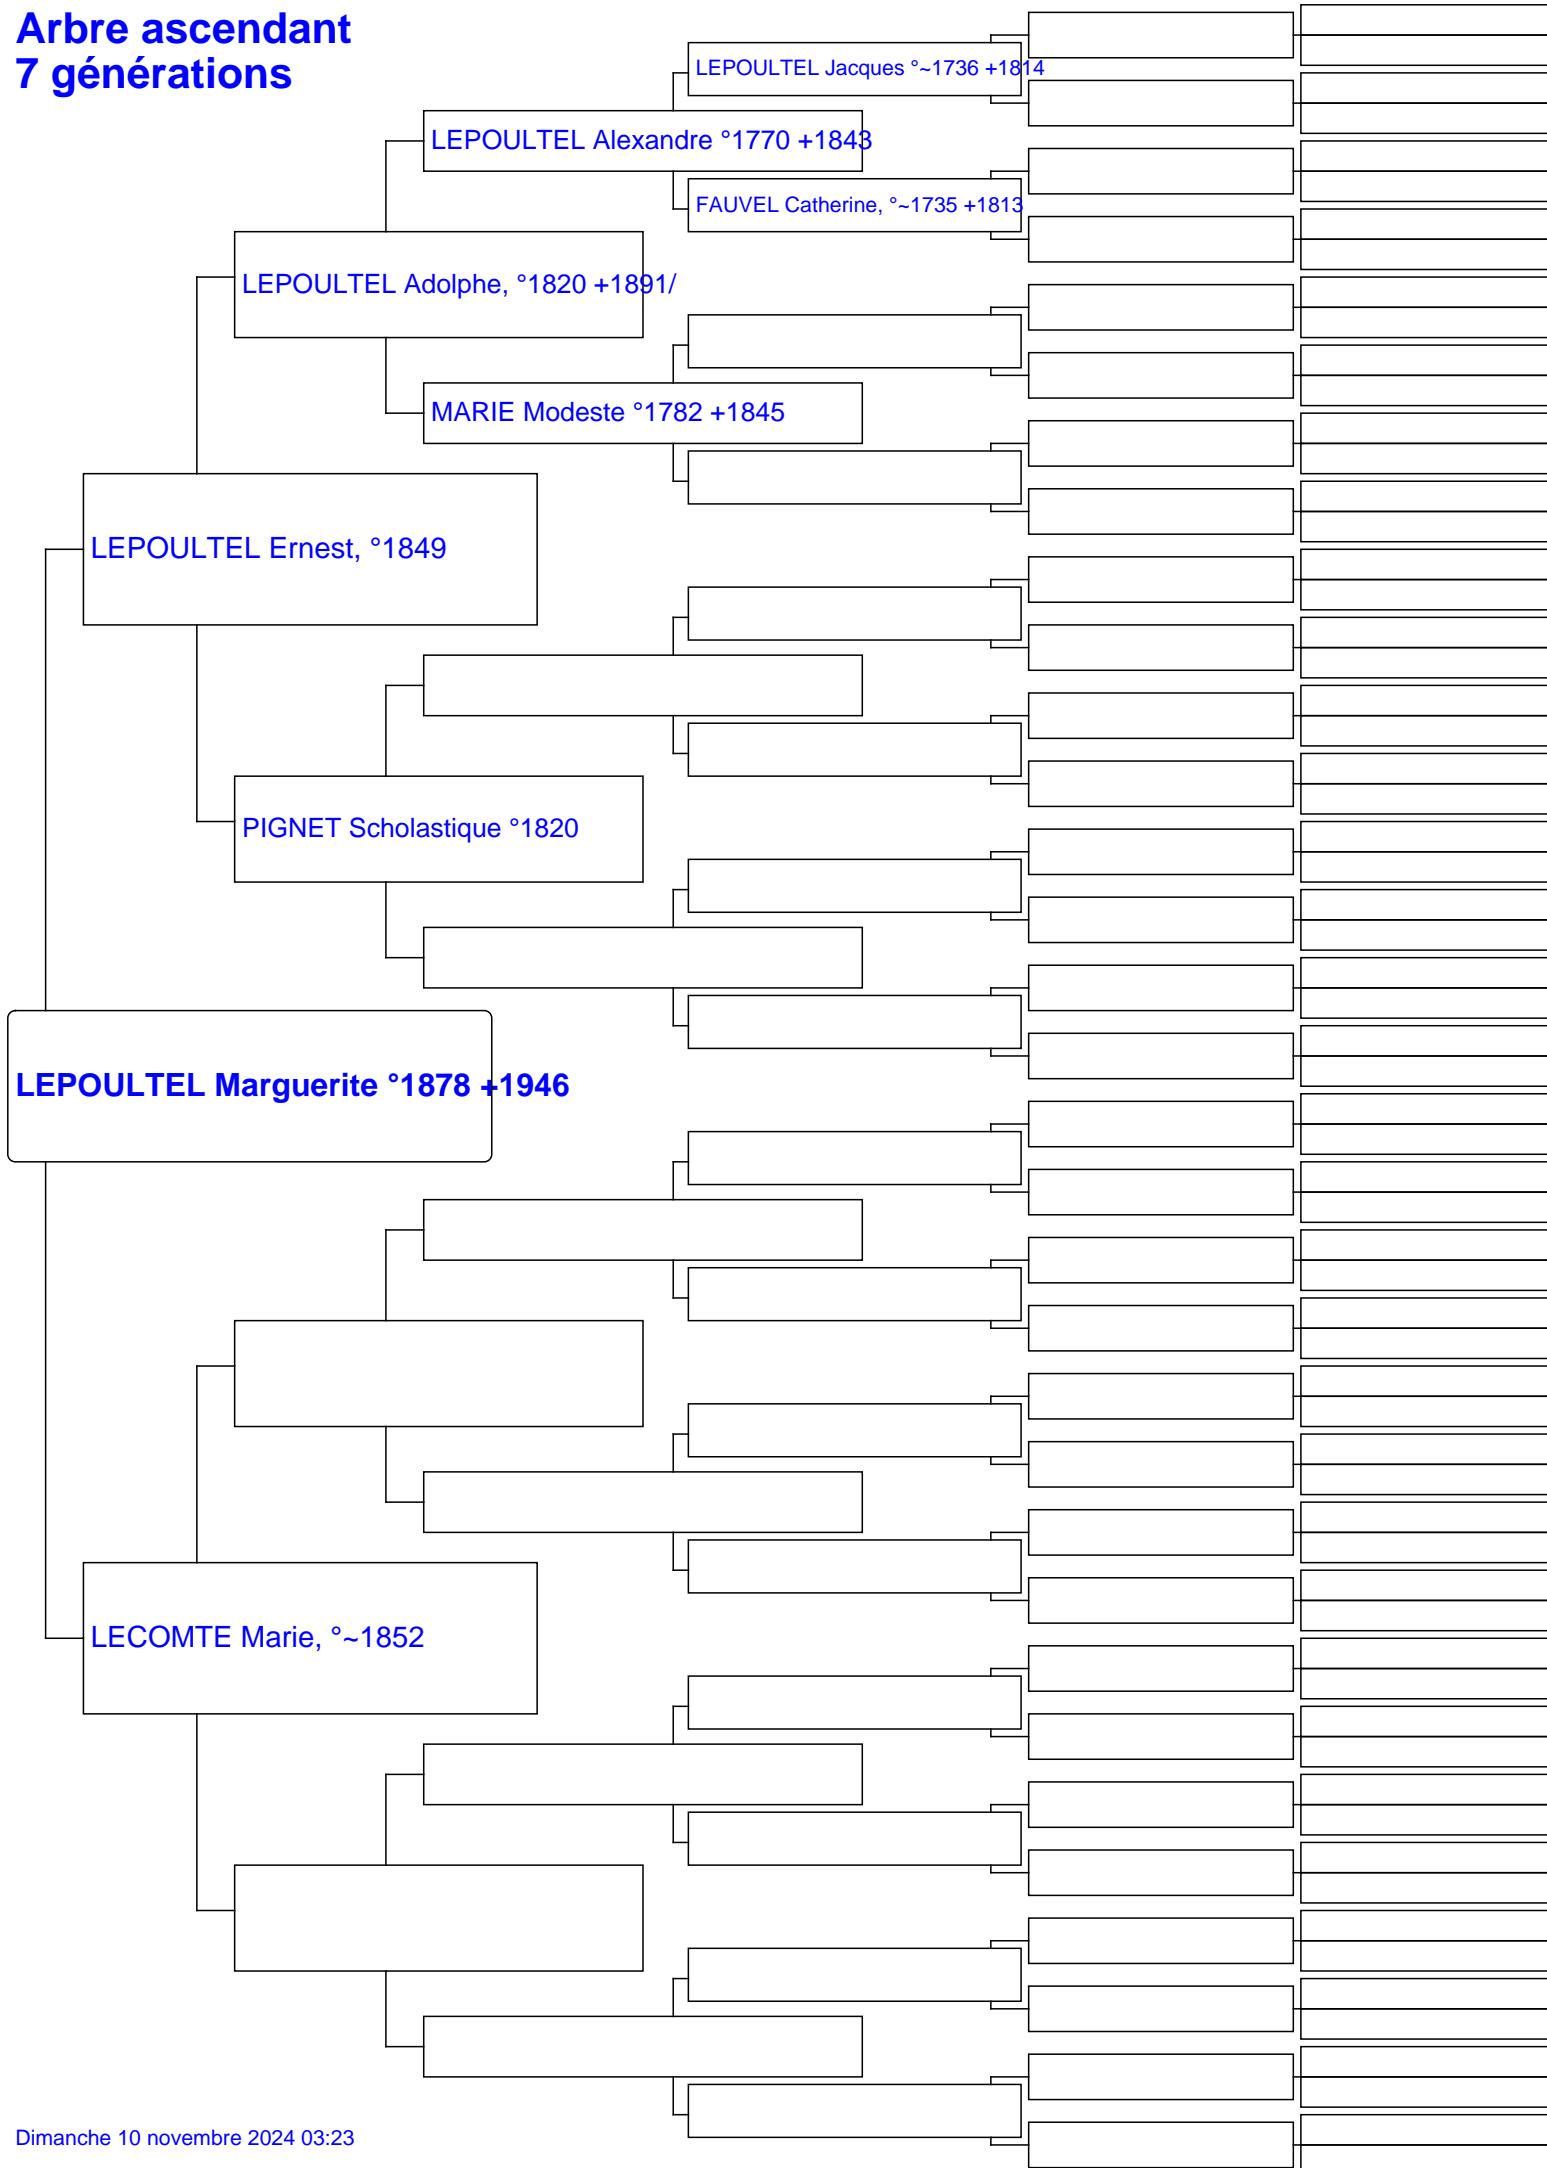 Arbre ascendant
7 générations
LEPOULTEL Jacques °~1736 +1814
LEPOULTEL Alexandre °1770 +1843
FAUVEL Catherine, °~1735 +1813
LEPOULTEL Adolphe, °1820 +1891/
MARIE Modeste °1782 +1845
LEPOULTEL Ernest, °1849
PIGNET Scholastique °1820
LEPOULTEL Marguerite °1878 +1946
LECOMTE Marie, °~1852
Dimanche 10 novembre 2024 03:23